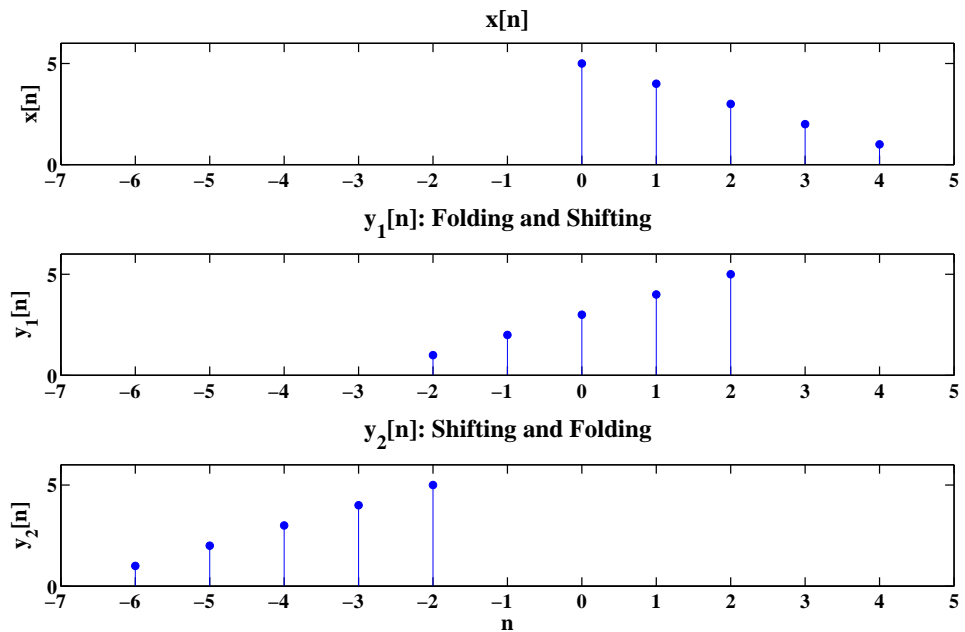 x[n]
x[n]
5
0
−7 −6 −5 −4 −3 −2 −1 0 1 2 3 4 5
y1[n]: Folding and Shifting
y1[n]
5
0
−7 −6 −5 −4 −3 −2 −1 0 1 2 3 4 5
y2[n]: Shifting and Folding
y2[n]
5
0
−7 −6 −5 −4 −3 −2 −1 0 1 2 3 4 5
n